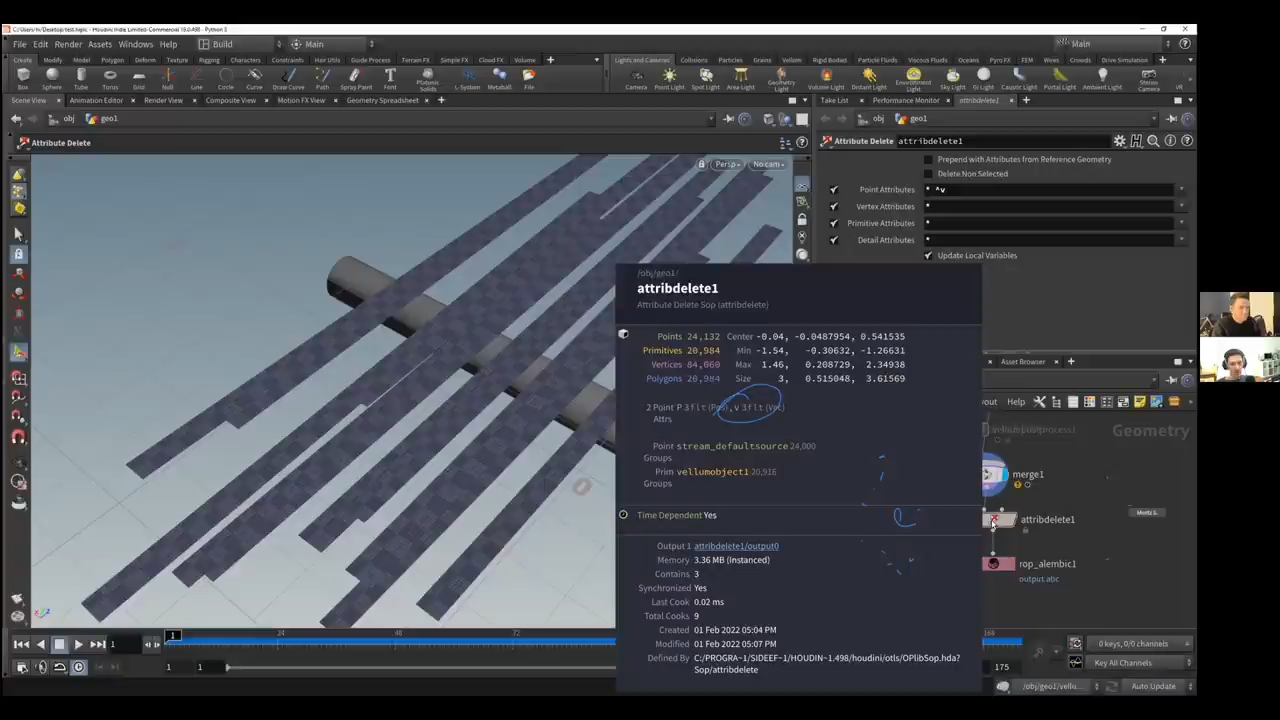 C:/Users/hi/Desktop/test.hiplc - Houdini Indie Limited-Commercial 19.0.498 - Python 3
File Edit Render Assets Windows Help Build Main Main
Create Modify Model Polygon Deform Texture Rigging Characters Constraints Hair Utils Guide Process Terrain FX Simple FX Cloud FX Volume
Lights and Cameras Collisions Particles Grains Vellum Rigid Bodies Particle Fluids Viscous Fluids Oceans Pyro FX FEM Wires Crowds Drive Simulation
Box Sphere Tube Torus Grid Null Line Circle Curve Draw Curve Path Spray Paint Font Platonic Solids L-System Metaball File
Camera Point Light Spot Light Area Light Geometry Light Volume Light Distant Light Environment Light Sky Light GI Light Caustic Light Portal Light Ambient Light Stereo Camera VR
Scene View Animation Editor Render View Composite View Motion FX View Geometry Spreadsheet
Take List Performance Monitor attribdelete1
obj geo1
obj geo1
Attribute Delete
Attribute Delete attribdelete1
Persp No cam
Prepend with Attributes from Reference Geometry
Delete Non Selected
Point Attributes * ^v
Vertex Attributes *
Primitive Attributes *
Detail Attributes *
Update Local Variables
/obj/geo1/
attribdelete1
Attribute Delete Sop (attribdelete)
Points 24,132 Center -0.04, -0.0487954, 0.541535
Primitives 20,984 Min -1.54, -0.30632, -1.26631
Vertices 84,060 Max 1.46, 0.208729, 2.34938
Polygons 20,984 Size 3, 0.515048, 3.61569
2 Point Attrs P 3flt (Pos), v 3flt (Vec)
Point Groups stream_defaultsource 24,000
Prim Groups vellumobject1 20,916
Time Dependent Yes
Output 1 attribdelete1/output0
Memory 3.36 MB (Instanced)
Contains 3
Synchronized Yes
Last Cook 0.02 ms
Total Cooks 9
Created 01 Feb 2022 05:04 PM
Modified 01 Feb 2022 05:07 PM
Defined By C:/PROGRA~1/SIDEEF~1/HOUDIN~1.498/houdini/otls/OPlibSop.hda?
Sop/attribdelete
Asset Browser
Help
Geometry
merge1
attribdelete1
rop_alembic1
output.abc
Moritz S.
1 24 48 72 168
1
1 1 175
0 keys, 0/0 channels
Key All Channels
/obj/geo1/vellu... Auto Update